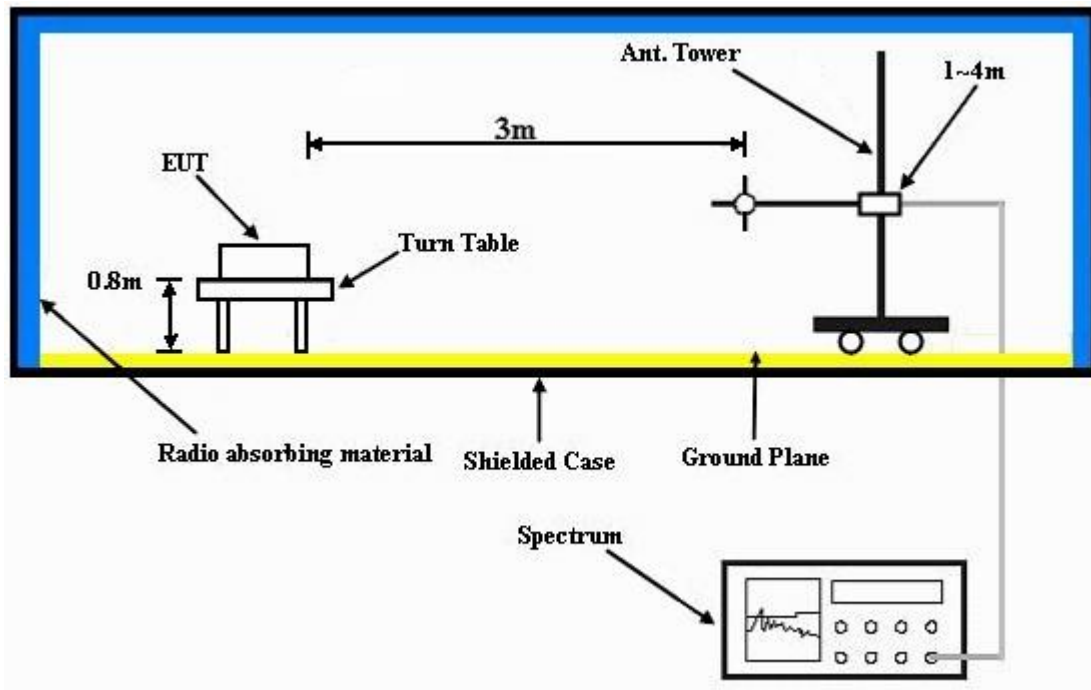 Ant. Tower
1~4m
3m
EUT
Turn Table
0.8m
Radio absorbing material
Shielded Case
Ground Plane
Spectrum